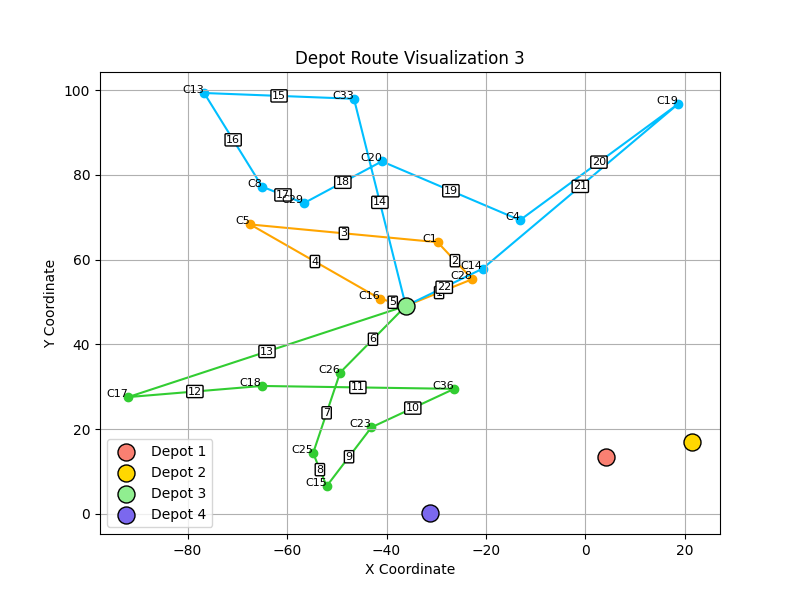 Depot Route Visualization 3
100
80
60
40
20
0
Y Coordinate
−80
−60
−40
−20
0
20
X Coordinate
C13
15
C33
C19
16
C20
20
C8
17
C29
18
19
21
14
C4
C5
3
C1
2
4
C14
C28
C16
5
22
6
13
C26
C17
12
C18
11
C36
7
10
C23
C25
8
9
C15
Depot 1
Depot 2
Depot 3
Depot 4